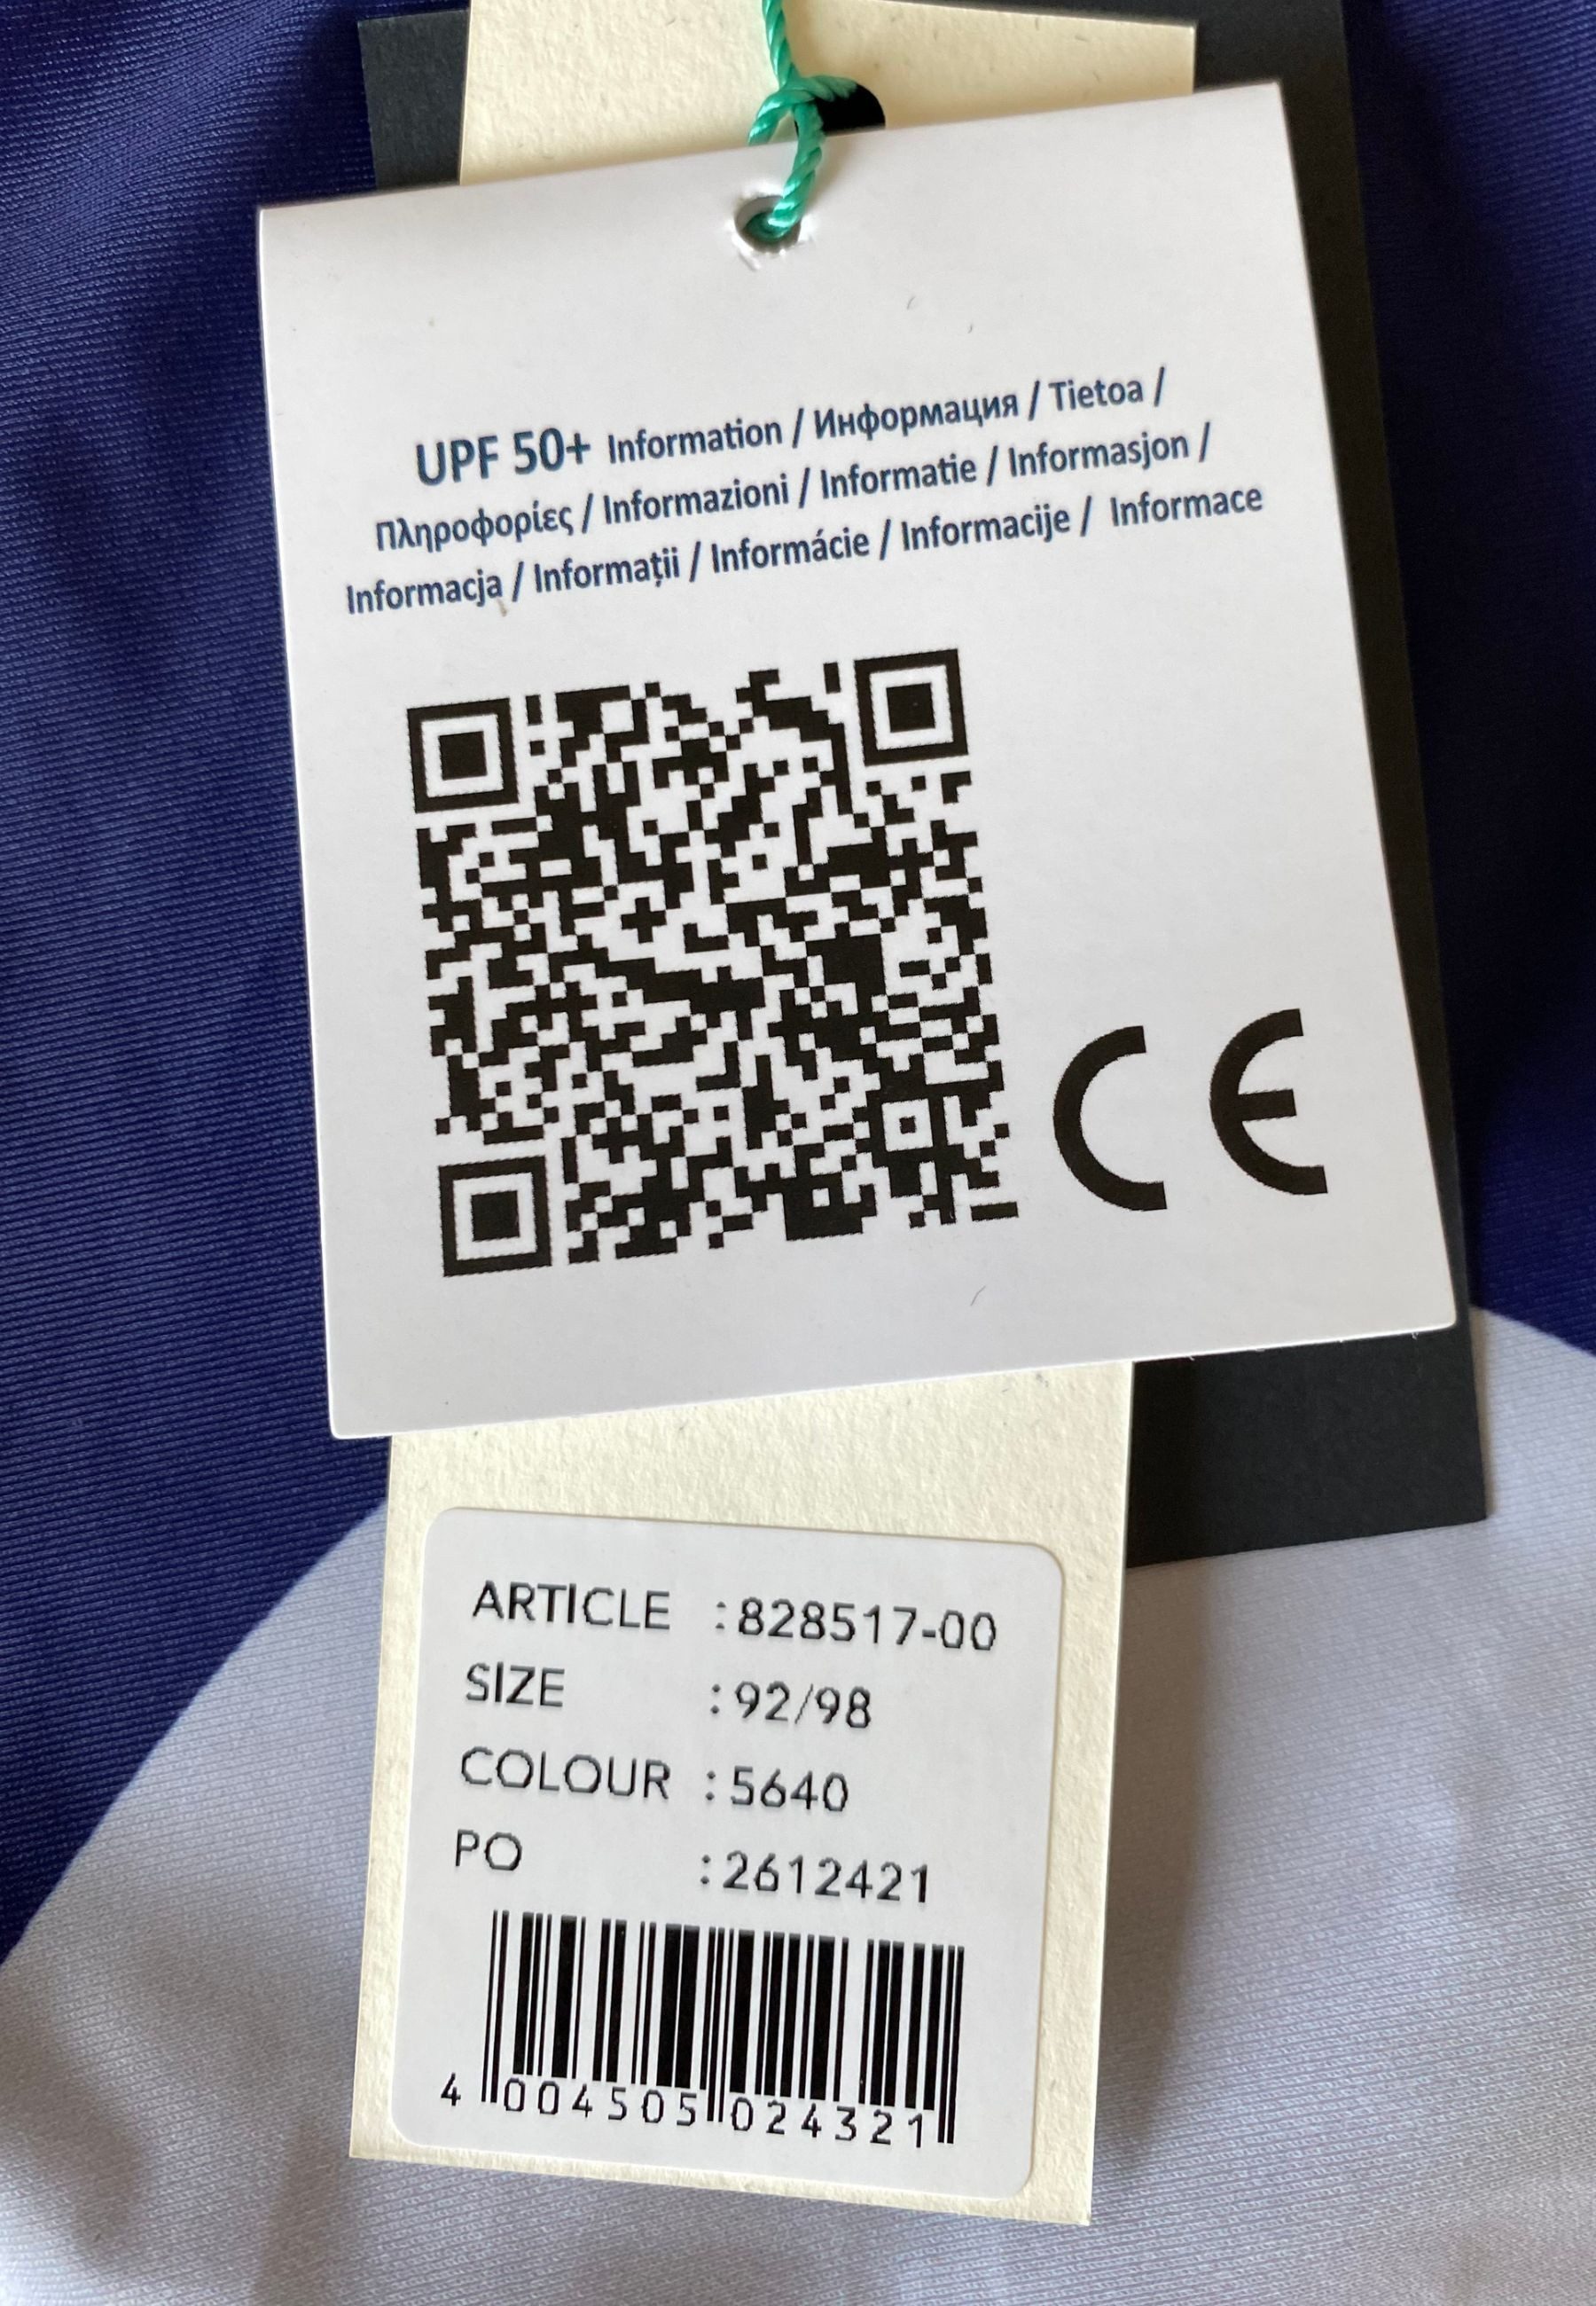 UPF 50+ Information / Информация / Tietoa /
Πληροφορίες / Informazioni / Informatie / Informasjon /
Informacja / Informații / Informácie / Informacije / Informace
CE
ARTICLE :828517-00
SIZE :92/98
COLOUR :5640
PO :2612421
4 004505 024321